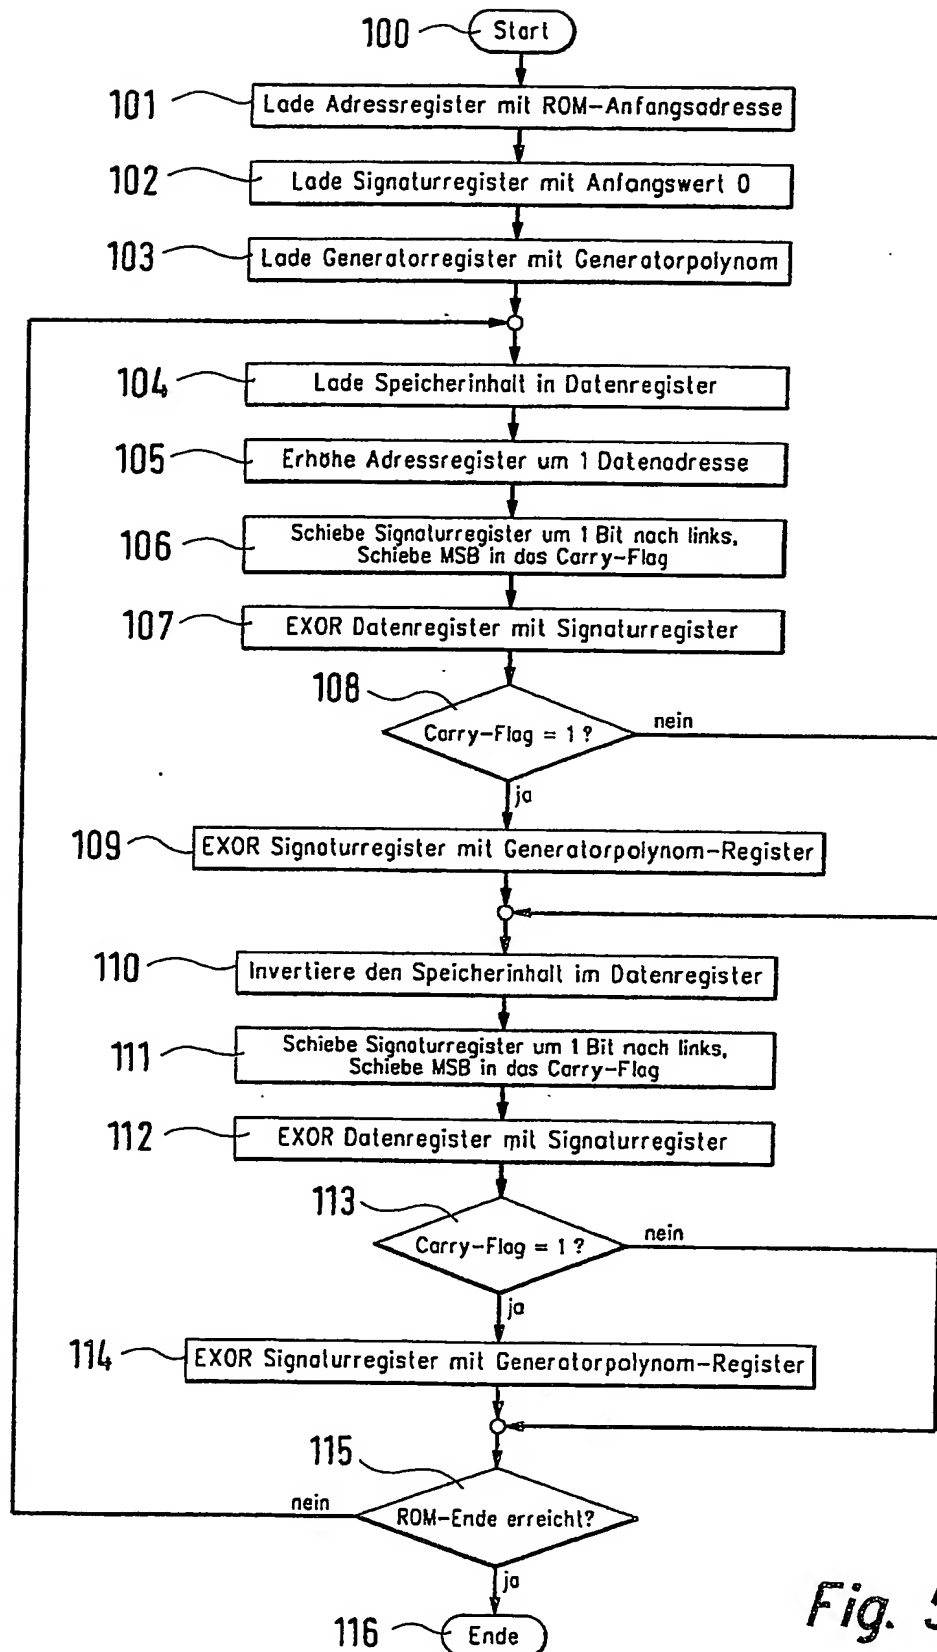 100 Start
101 Lade Adressregister mit ROM-Anfangsadresse
102 Lade Signaturregister mit Anfangswert 0
103 Lade Generatorregister mit Generatorpolynom
104 Lade Speicherinhalt in Datenregister
105 Erhöhe Adressregister um 1 Datenadresse
106 Schiebe Signaturregister um 1 Bit nach links,
Schiebe MSB in das Carry-Flag
107 EXOR Datenregister mit Signaturregister
108
Carry-Flag = 1 ?
nein
ja
109 EXOR Signaturregister mit Generatorpolynom-Register
110 Invertiere den Speicherinhalt im Datenregister
111 Schiebe Signaturregister um 1 Bit nach links,
Schiebe MSB in das Carry-Flag
112 EXOR Datenregister mit Signaturregister
113
Carry-Flag = 1 ?
nein
ja
114 EXOR Signaturregister mit Generatorpolynom-Register
115
nein
ROM-Ende erreicht?
ja
116 Ende
Fig. 5